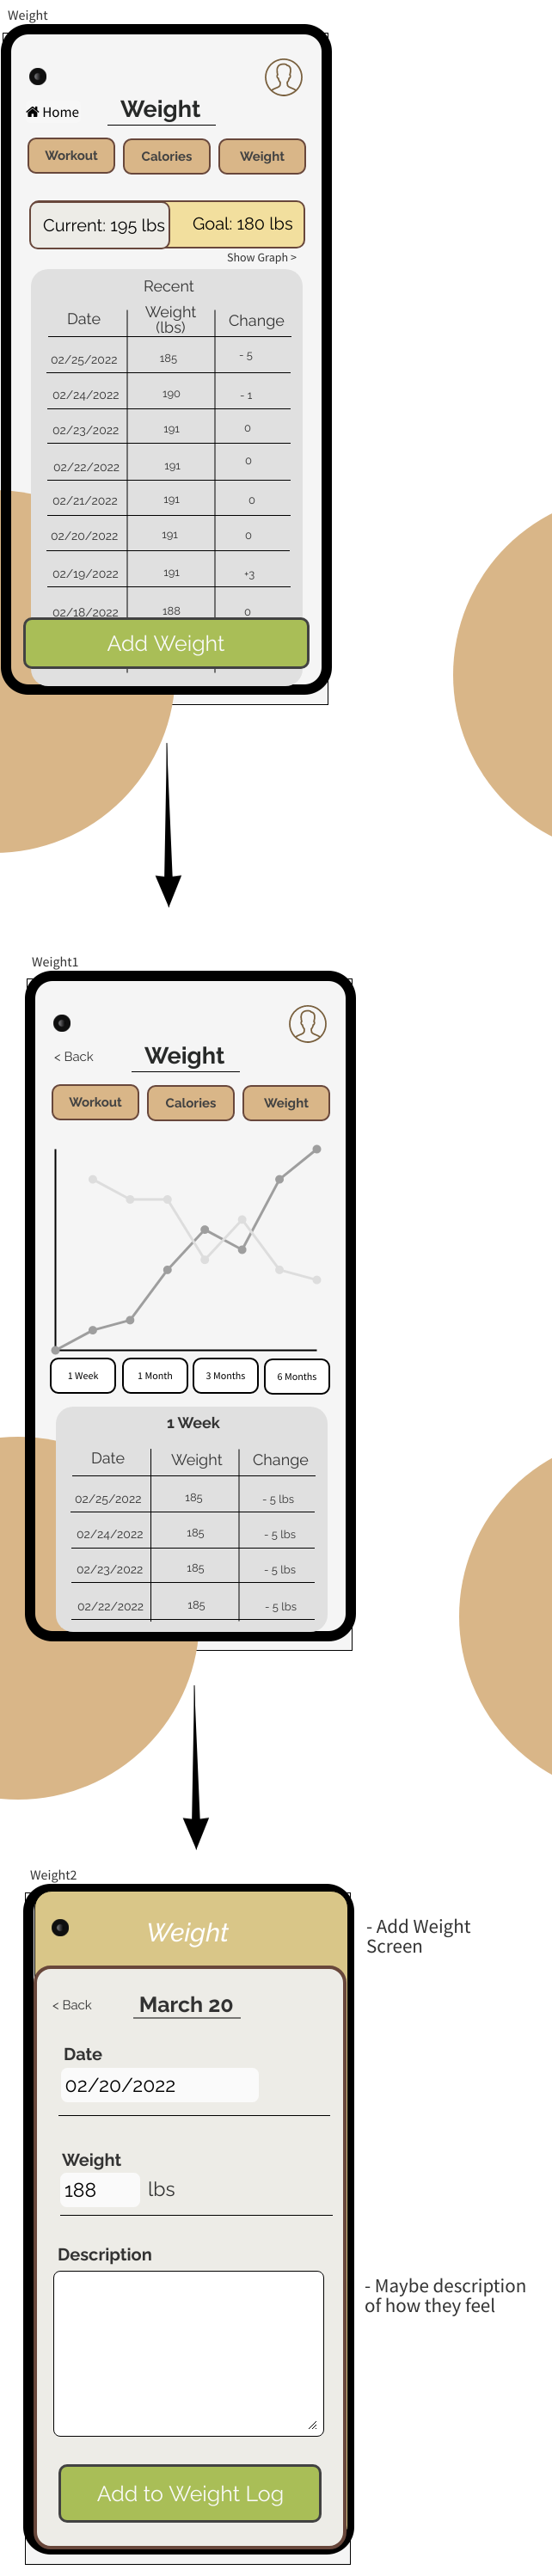 Weight
Home
Weight
Workout
Calories
Weight
Current: 195 lbs
Goal: 180 lbs
Show Graph >
Recent
Date
Weight
(lbs)
Change
02/25/2022 185 - 5
02/24/2022 190 - 1
02/23/2022 191 0
02/22/2022 191 0
02/21/2022 191 0
02/20/2022 191 0
02/19/2022 191 +3
02/18/2022 188 0
Add Weight
Weight1
< Back
Weight
Workout
Calories
Weight
1 Week
1 Month
3 Months
6 Months
1 Week
Date Weight Change
02/25/2022 185 - 5 lbs
02/24/2022 185 - 5 lbs
02/23/2022 185 - 5 lbs
02/22/2022 185 - 5 lbs
Weight2
Weight
- Add Weight
Screen
< Back
March 20
Date
02/20/2022
Weight
188 lbs
Description
- Maybe description
of how they feel
Add to Weight Log